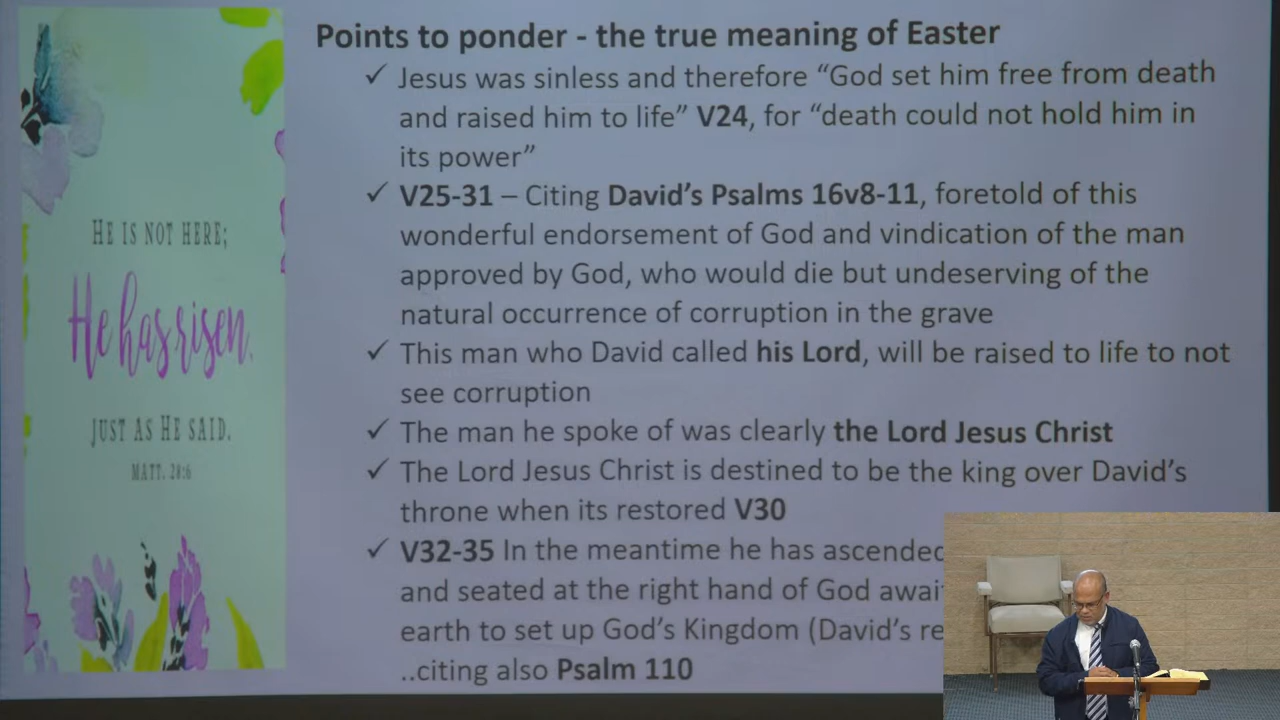 Points to ponder - the true meaning of Easter
✓ Jesus was sinless and therefore “God set him free from death
and raised him to life” V24, for “death could not hold him in
its power”
✓ V25-31 – Citing David’s Psalms 16v8-11, foretold of this
wonderful endorsement of God and vindication of the man
approved by God, who would die but undeserving of the
natural occurrence of corruption in the grave
✓ This man who David called his Lord, will be raised to life to not
see corruption
✓ The man he spoke of was clearly the Lord Jesus Christ
✓ The Lord Jesus Christ is destined to be the king over David’s
throne when its restored V30
✓ V32-35 In the meantime he has ascended
and seated at the right hand of God
earth to set up God’s Kingdom (David’s
..citing also Psalm 110
HE IS NOT HERE;
He has risen,
JUST AS HE SAID.
MATT. 28:6